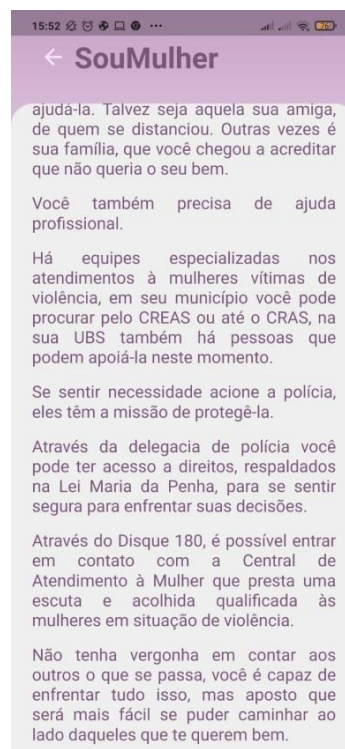 15:52
76
SouMulher
ajudá-la. Talvez seja aquela sua amiga,
de quem se distanciou. Outras vezes é
sua família, que você chegou a acreditar
que não queria o seu bem.
Você também precisa de ajuda
profissional.
Há equipes especializadas nos
atendimentos à mulheres vítimas de
violência, em seu município você pode
procurar pelo CREAS ou até o CRAS, na
sua UBS também há pessoas que
podem apoiá-la neste momento.
Se sentir necessidade acione a polícia,
eles têm a missão de protegê-la.
Através da delegacia de polícia você
pode ter acesso a direitos, respaldados
na Lei Maria da Penha, para se sentir
segura para enfrentar suas decisões.
Através do Disque 180, é possível entrar
em contato com a Central de
Atendimento à Mulher que presta uma
escuta e acolhida qualificada às
mulheres em situação de violência.
Não tenha vergonha em contar aos
outros o que se passa, você é capaz de
enfrentar tudo isso, mas aposto que
será mais fácil se puder caminhar ao
lado daqueles que te querem bem.